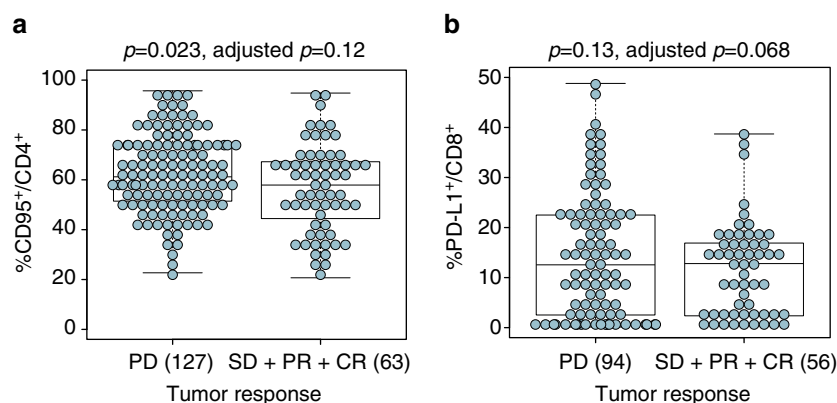 a
p=0.023, adjusted p=0.12
%CD95⁺/CD4⁺
100
80
60
40
20
0
PD (127)
SD + PR + CR (63)
Tumor response
b
p=0.13, adjusted p=0.068
%PD-L1⁺/CD8⁺
50
40
30
20
10
0
PD (94)
SD + PR + CR (56)
Tumor response